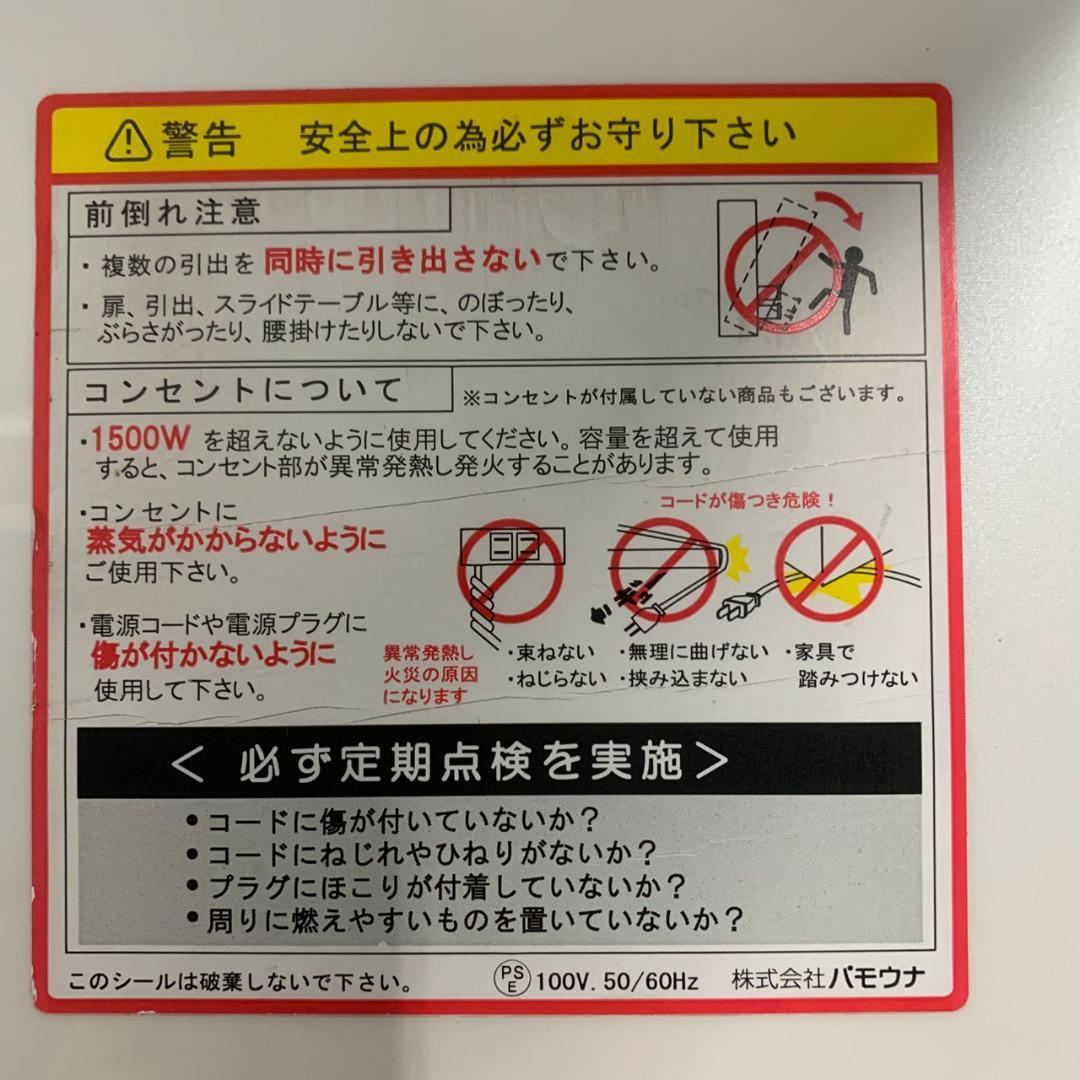 警告 安全上の為必ずお守り下さい
前倒れ注意
・複数の引出を 同時に引き出さないで下さい。
・扉、引出、スライドテーブル等に、のぼったり、
ぶらさがったり、腰掛けたりしないで下さい。
コンセントについて ※コンセントが付属していない商品もございます。
・1500W を超えないように使用してください。容量を超えて使用
すると、コンセント部が異常発熱し発火することがあります。
・コンセントに
蒸気がかからないように
ご使用下さい。
・電源コードや電源プラグに
傷が付かないように
使用して下さい。
コードが傷つき危険！
ギュ
異常発熱し
火災の原因
になります
・束ねない
・ねじらない
・無理に曲げない
・挟み込まない
・家具で
踏みつけない
＜ 必ず定期点検を実施＞
●コードに傷が付いていないか？
●コードにねじれやひねりがないか？
●プラグにほこりが付着していないか？
●周りに燃えやすいものを置いていないか？
このシールは破棄しないで下さい。 PSE 100V. 50/60Hz 株式会社パモウナ